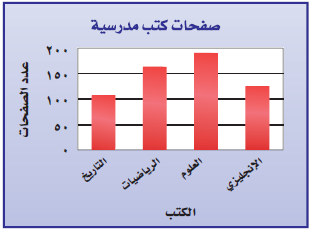 صفحات كتب مدرسية
عدد الصفحات
٢٠٠
١٥٠
١٠٠
٥٠
٠
التاريخ
الرياضيات
العلوم
الإنجليزي
الكتب